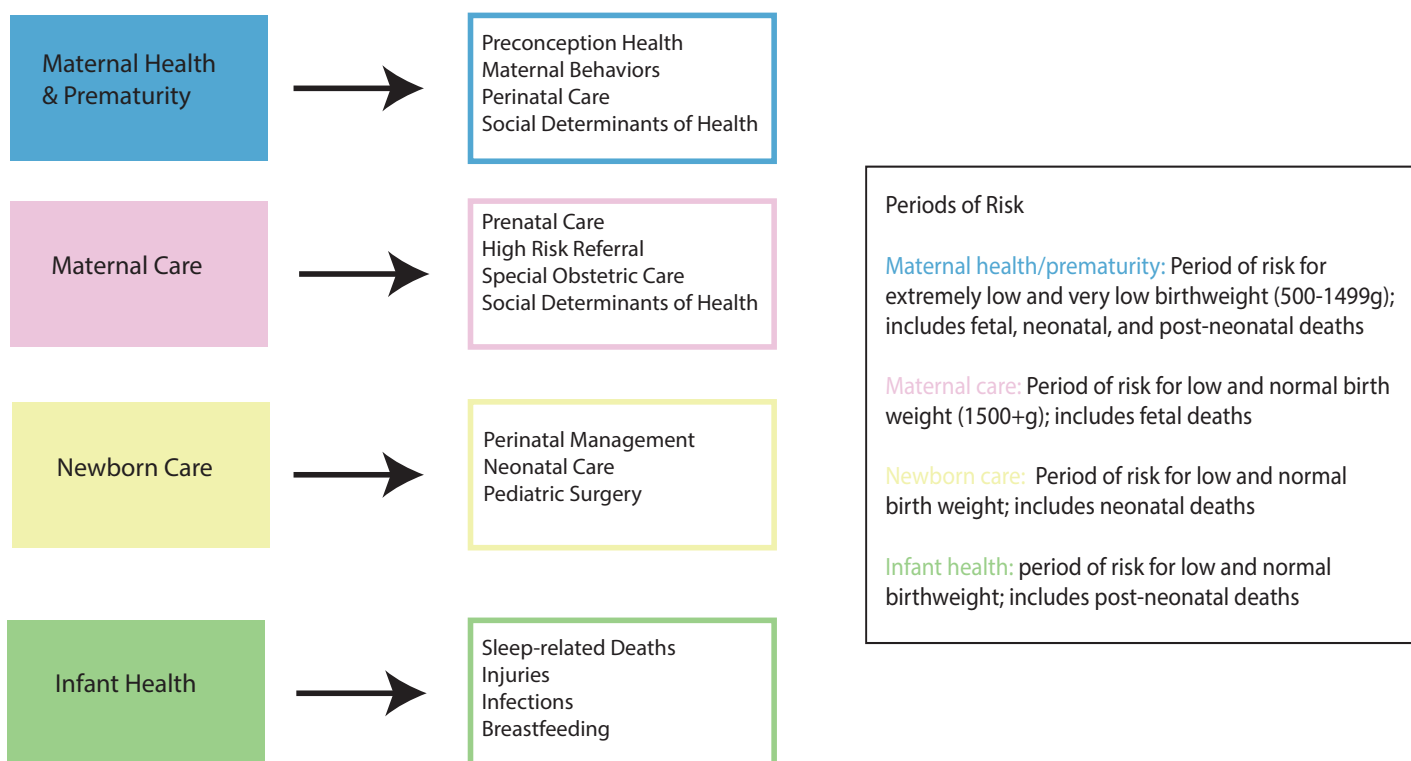 Maternal Health
& Prematurity
Preconception Health
Maternal Behaviors
Perinatal Care
Social Determinants of Health
Maternal Care
Prenatal Care
High Risk Referral
Special Obstetric Care
Social Determinants of Health
Newborn Care
Perinatal Management
Neonatal Care
Pediatric Surgery
Infant Health
Sleep-related Deaths
Injuries
Infections
Breastfeeding
Periods of Risk
Maternal health/prematurity: Period of risk for
extremely low and very low birthweight (500-1499g);
includes fetal, neonatal, and post-neonatal deaths
Maternal care: Period of risk for low and normal birth
weight (1500+g); includes fetal deaths
Newborn care: Period of risk for low and normal
birth weight; includes neonatal deaths
Infant health: period of risk for low and normal
birthweight; includes post-neonatal deaths